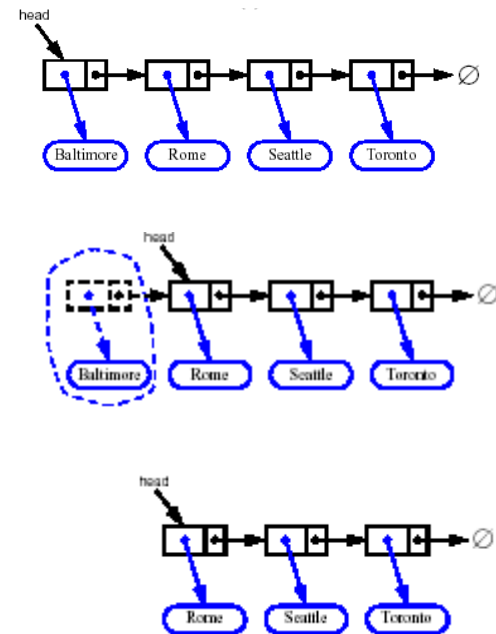 head
∅
Baltimore Rome Seattle Toronto
head
∅
Baltimore Rome Seattle Toronto
head
∅
Rome Seattle Toronto